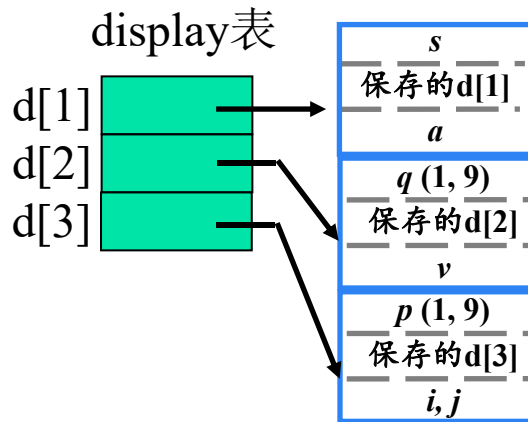 display表
d[1]
d[2]
d[3]
s
保存的d[1]
a
q (1, 9)
保存的d[2]
v
p (1, 9)
保存的d[3]
i, j